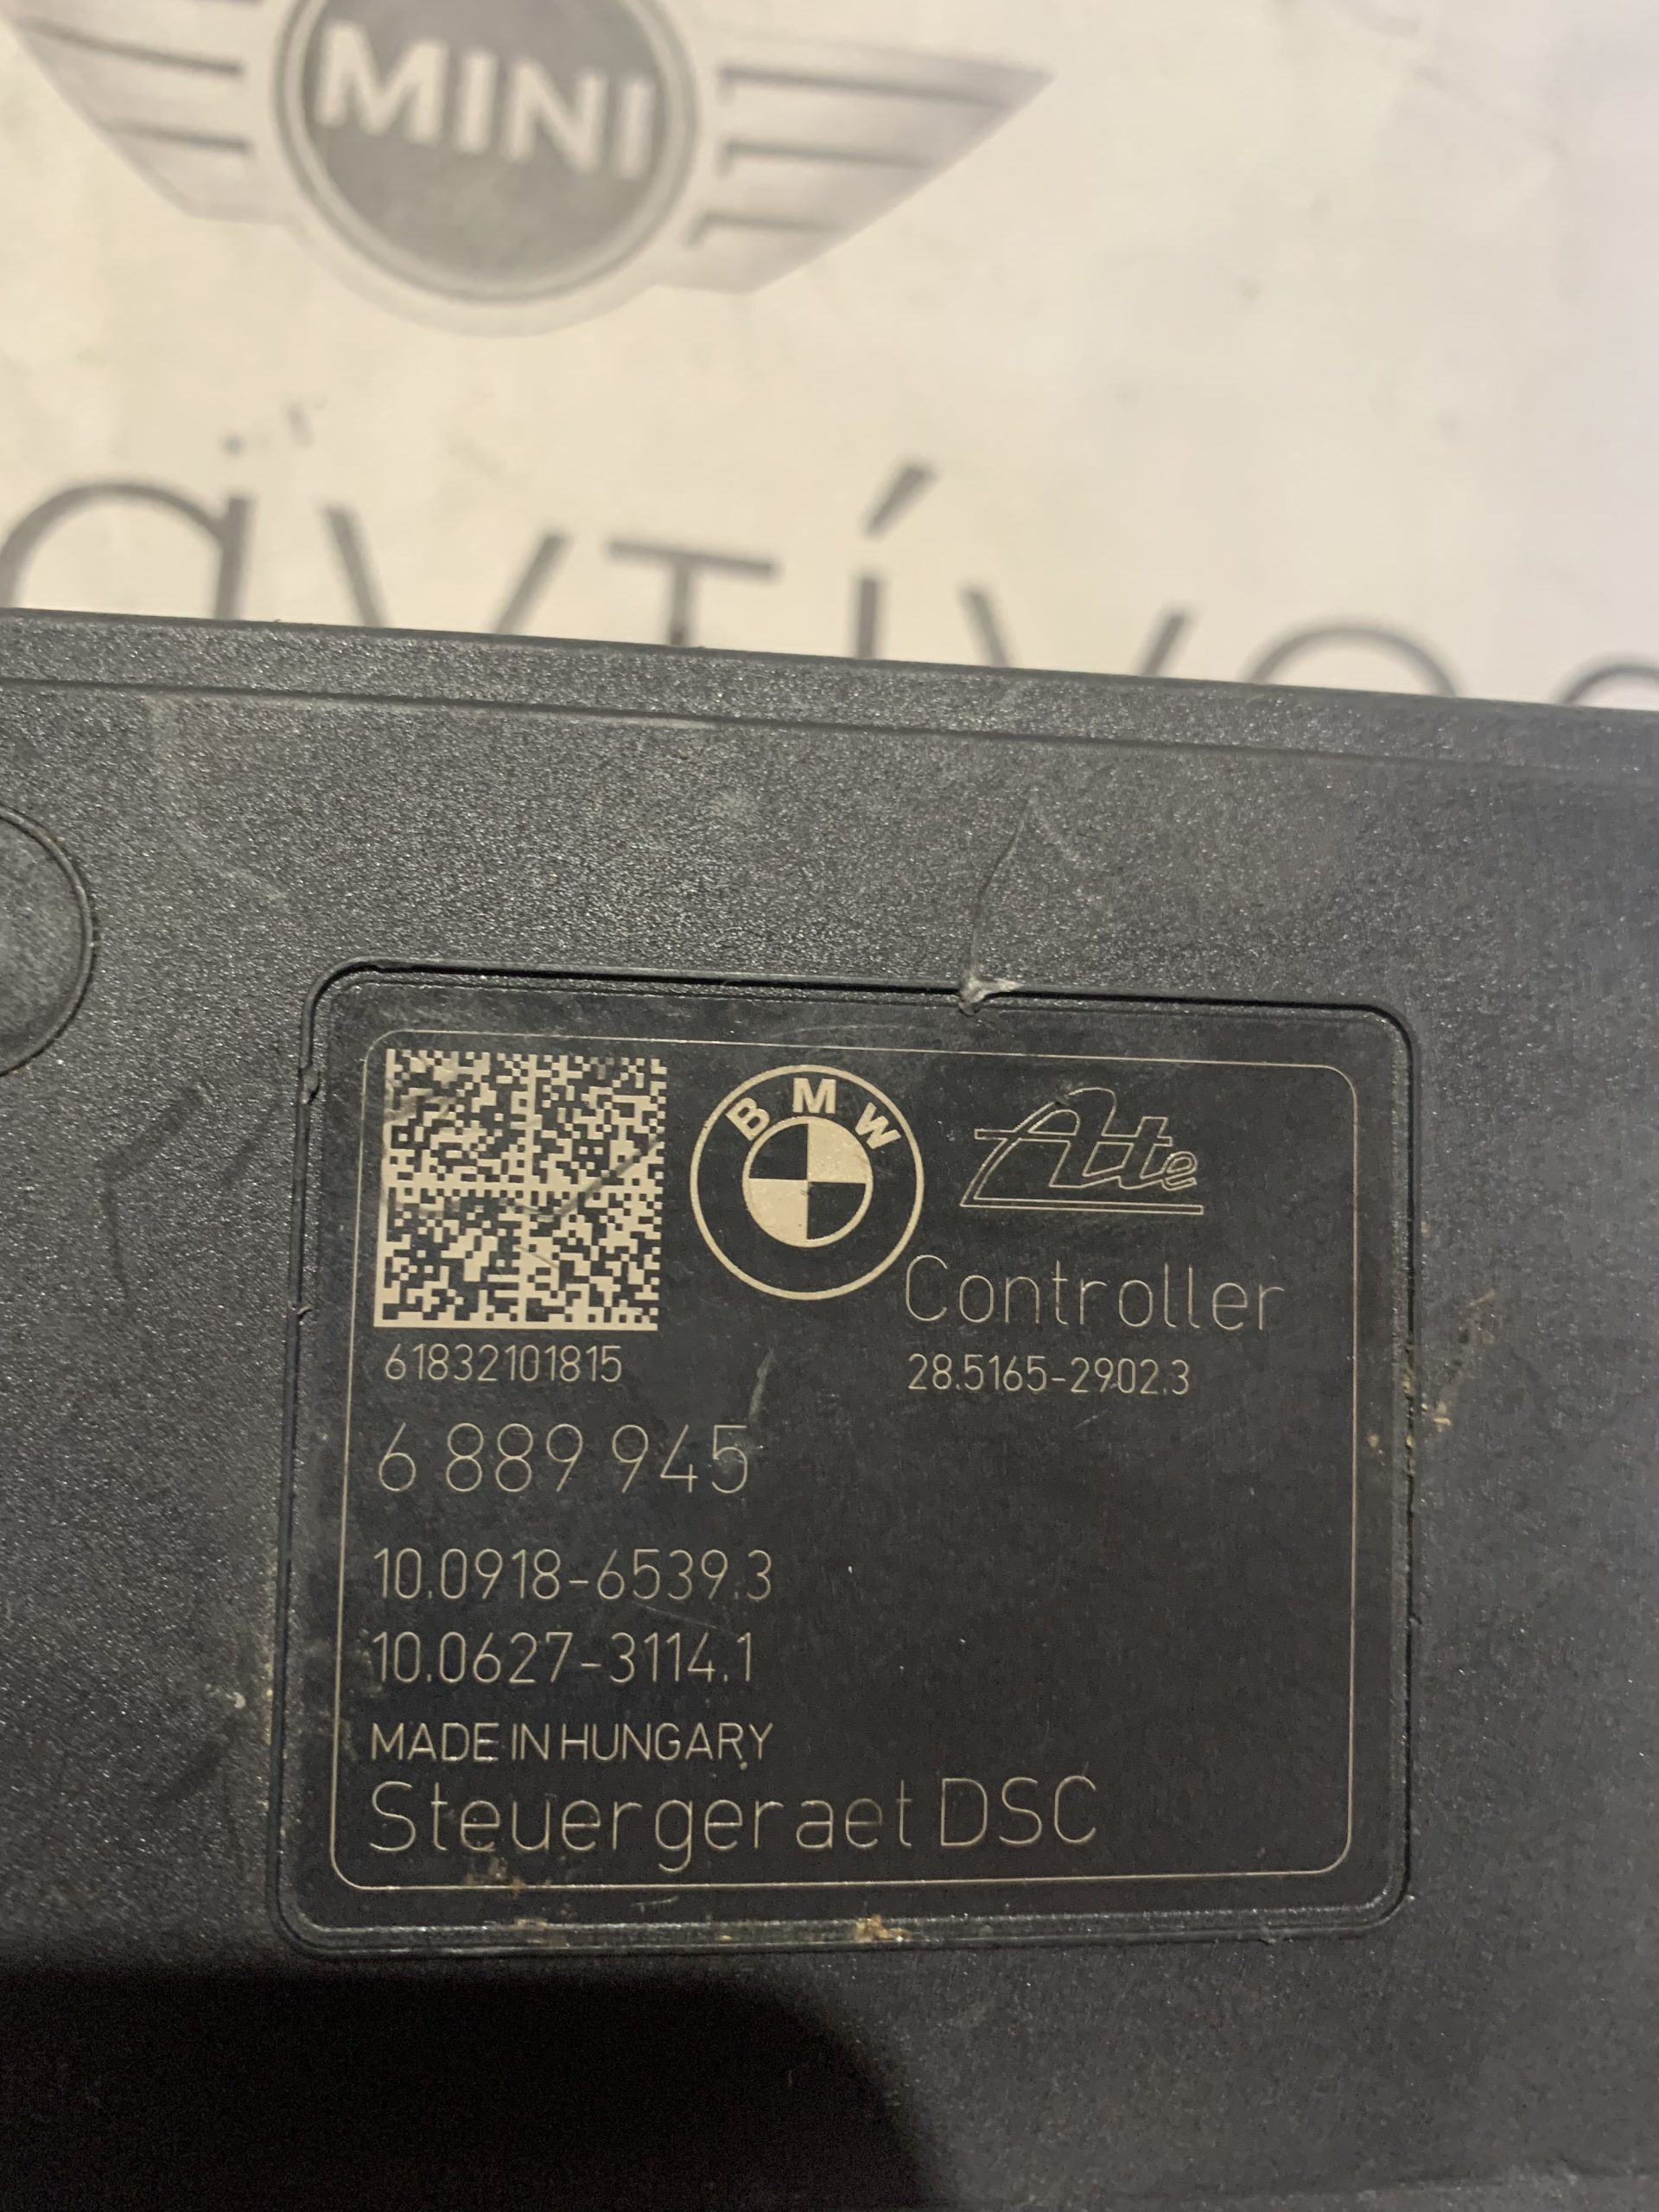 MINI
BMW
Ate
Controller
61832101815
28.5165-2902.3
6 889 945
10.0918-6539.3
10.0627-3114.1
MADE IN HUNGARY
Steuergeraet DSC